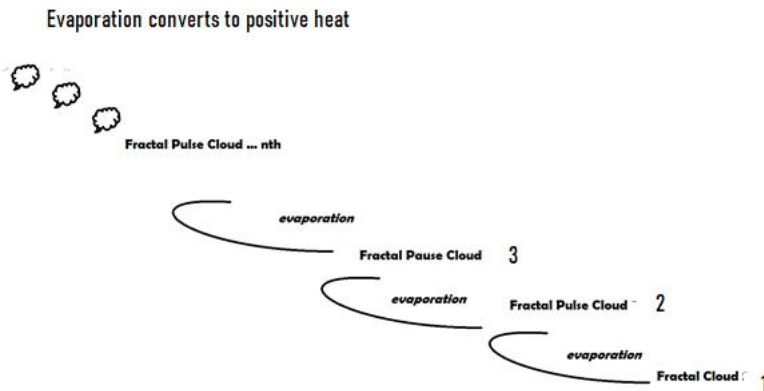 Evaporation converts to positive heat
Fractal Pulse Cloud ... nth
evaporation
Fractal Pause Cloud 3
evaporation
Fractal Pulse Cloud 2
evaporation
Fractal Cloud 1